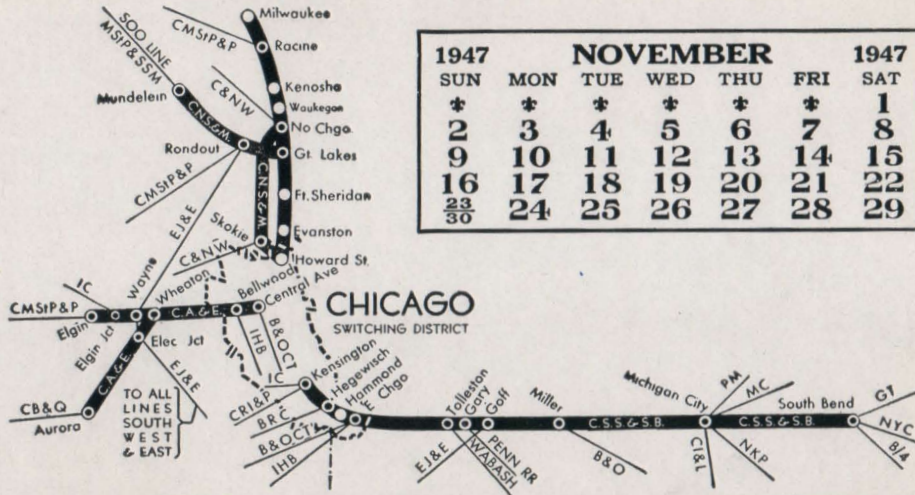 Milwaukee
CMStP&P
Racine
SOO LINE
MStP&SSM
C&NW
Kenosha
Waukegan
Mundelein
C.N.S.&M.
No Chgo.
Rondout
Gt. Lakes
CMStP&P
C.N.S.&M.
Ft. Sheridan
EJ&E
Skokie
Evanston
C&NW
Howard St.
IC
Wayne
Wheaton
Bellwood
Central Ave
CMStP&P
C.A.&E.
Elgin
Elgin Jct
Elec Jct
IHB
B&OCT
CHICAGO
SWITCHING DISTRICT
C.A.&E.
EJ&E
CB&Q
Aurora
TO ALL
LINES
SOUTH
WEST
& EAST
IC
Kensington
CRI&P
Hegewisch
BRC
Hammond
B&OCT
E Chgo
IHB
Tolleston
Gary
Goff
EJ&E
PENN RR
WABASH
Miller
B&O
C.S.S.&S.B.
Michigan City
PM
MC
CI&L
NKP
C.S.S.&S.B.
South Bend
GT
NYC
B/4
1947 NOVEMBER 1947
SUN MON TUE WED THU FRI SAT
1
2 3 4 5 6 7 8
9 10 11 12 13 14 15
16 17 18 19 20 21 22
23/30 24 25 26 27 28 29